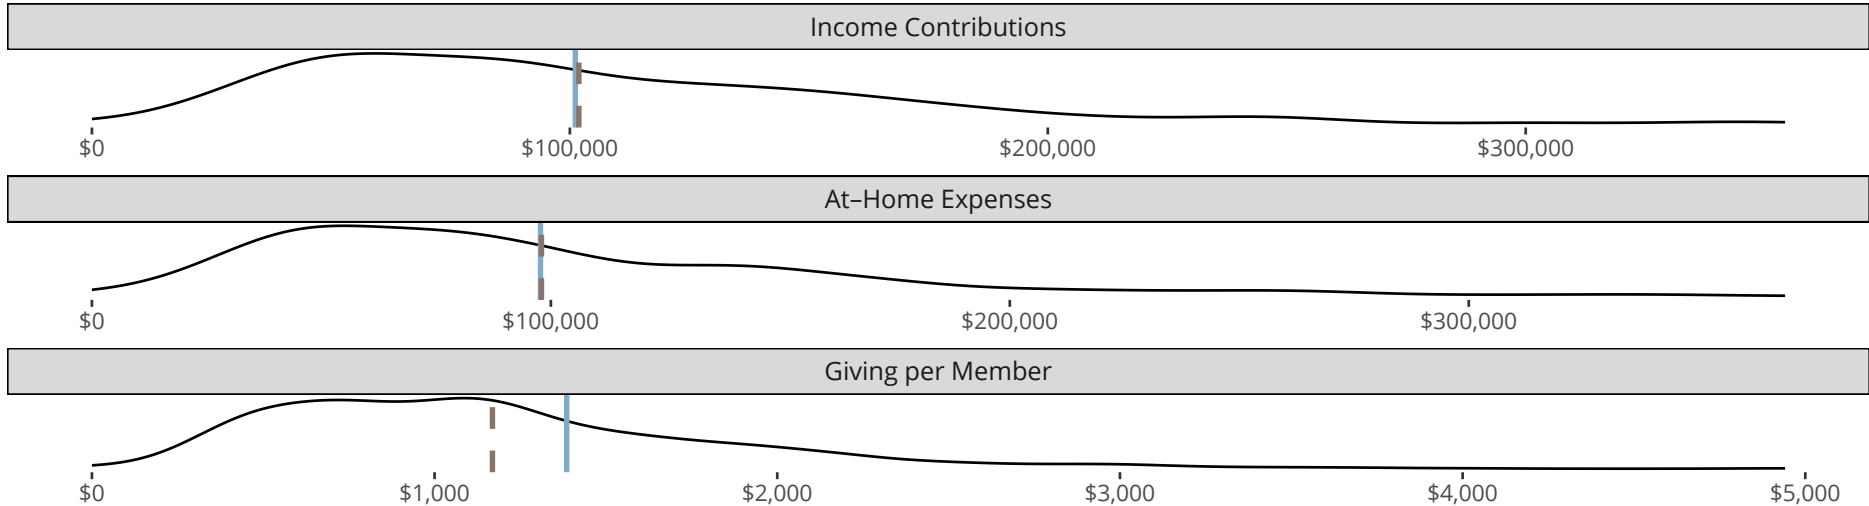 Income Contributions
$0 $100,000 $200,000 $300,000
At–Home Expenses
$0 $100,000 $200,000 $300,000
Giving per Member
$0 $1,000 $2,000 $3,000 $4,000 $5,000